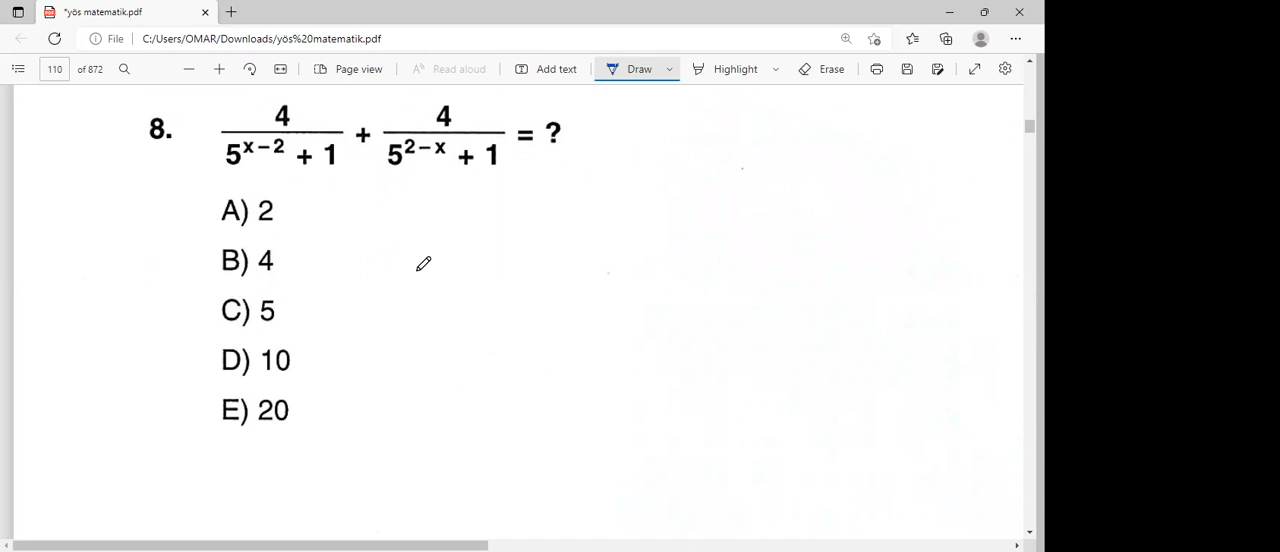 *yös matematik.pdf
File C:/Users/OMAR/Downloads/yös%20matematik.pdf
110 of 872 Page view Read aloud Add text Draw Highlight Erase
8. 4/(5^(x-2) + 1) + 4/(5^(2-x) + 1) = ?
A) 2
B) 4
C) 5
D) 10
E) 20